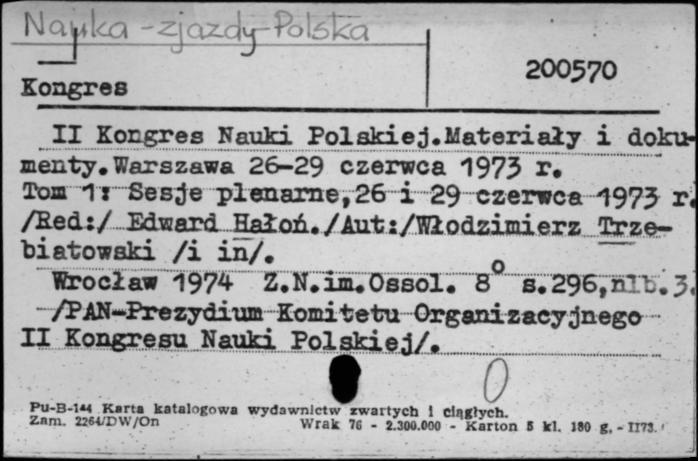 Nauka - zjazdy - Polska
200570
Kongres
II Kongres Nauki Polskiej.Materiały i doku-
menty.Warszawa 26-29 czerwca 1973 r.
Tom 1: Sesje plenarne,26 i 29 czerwca 1973 r.
/Red:/ Edward Hałoń./Aut:/Włodzimierz Trze-
biatowski /i in/.
Wrocław 1974 Z.N.im.Ossol. 8° s.296,nlb.3.
/PAN-Prezydium Komitetu Organizacyjnego
II Kongresu Nauki Polskiej/.
Pu-B-144 Karta katalogowa wydawnictw zwartych i ciągłych.
Zam. 2264/DW/On Wrak 76 - 2.300.000 - Karton 5 kl. 180 g. - II73.